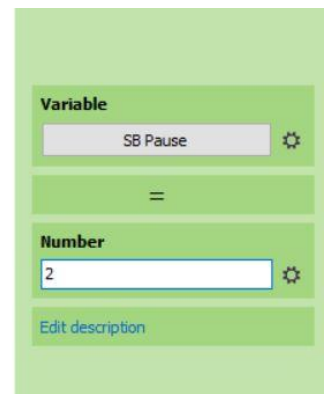 Variable
SB Pause
=
Number
2
Edit description